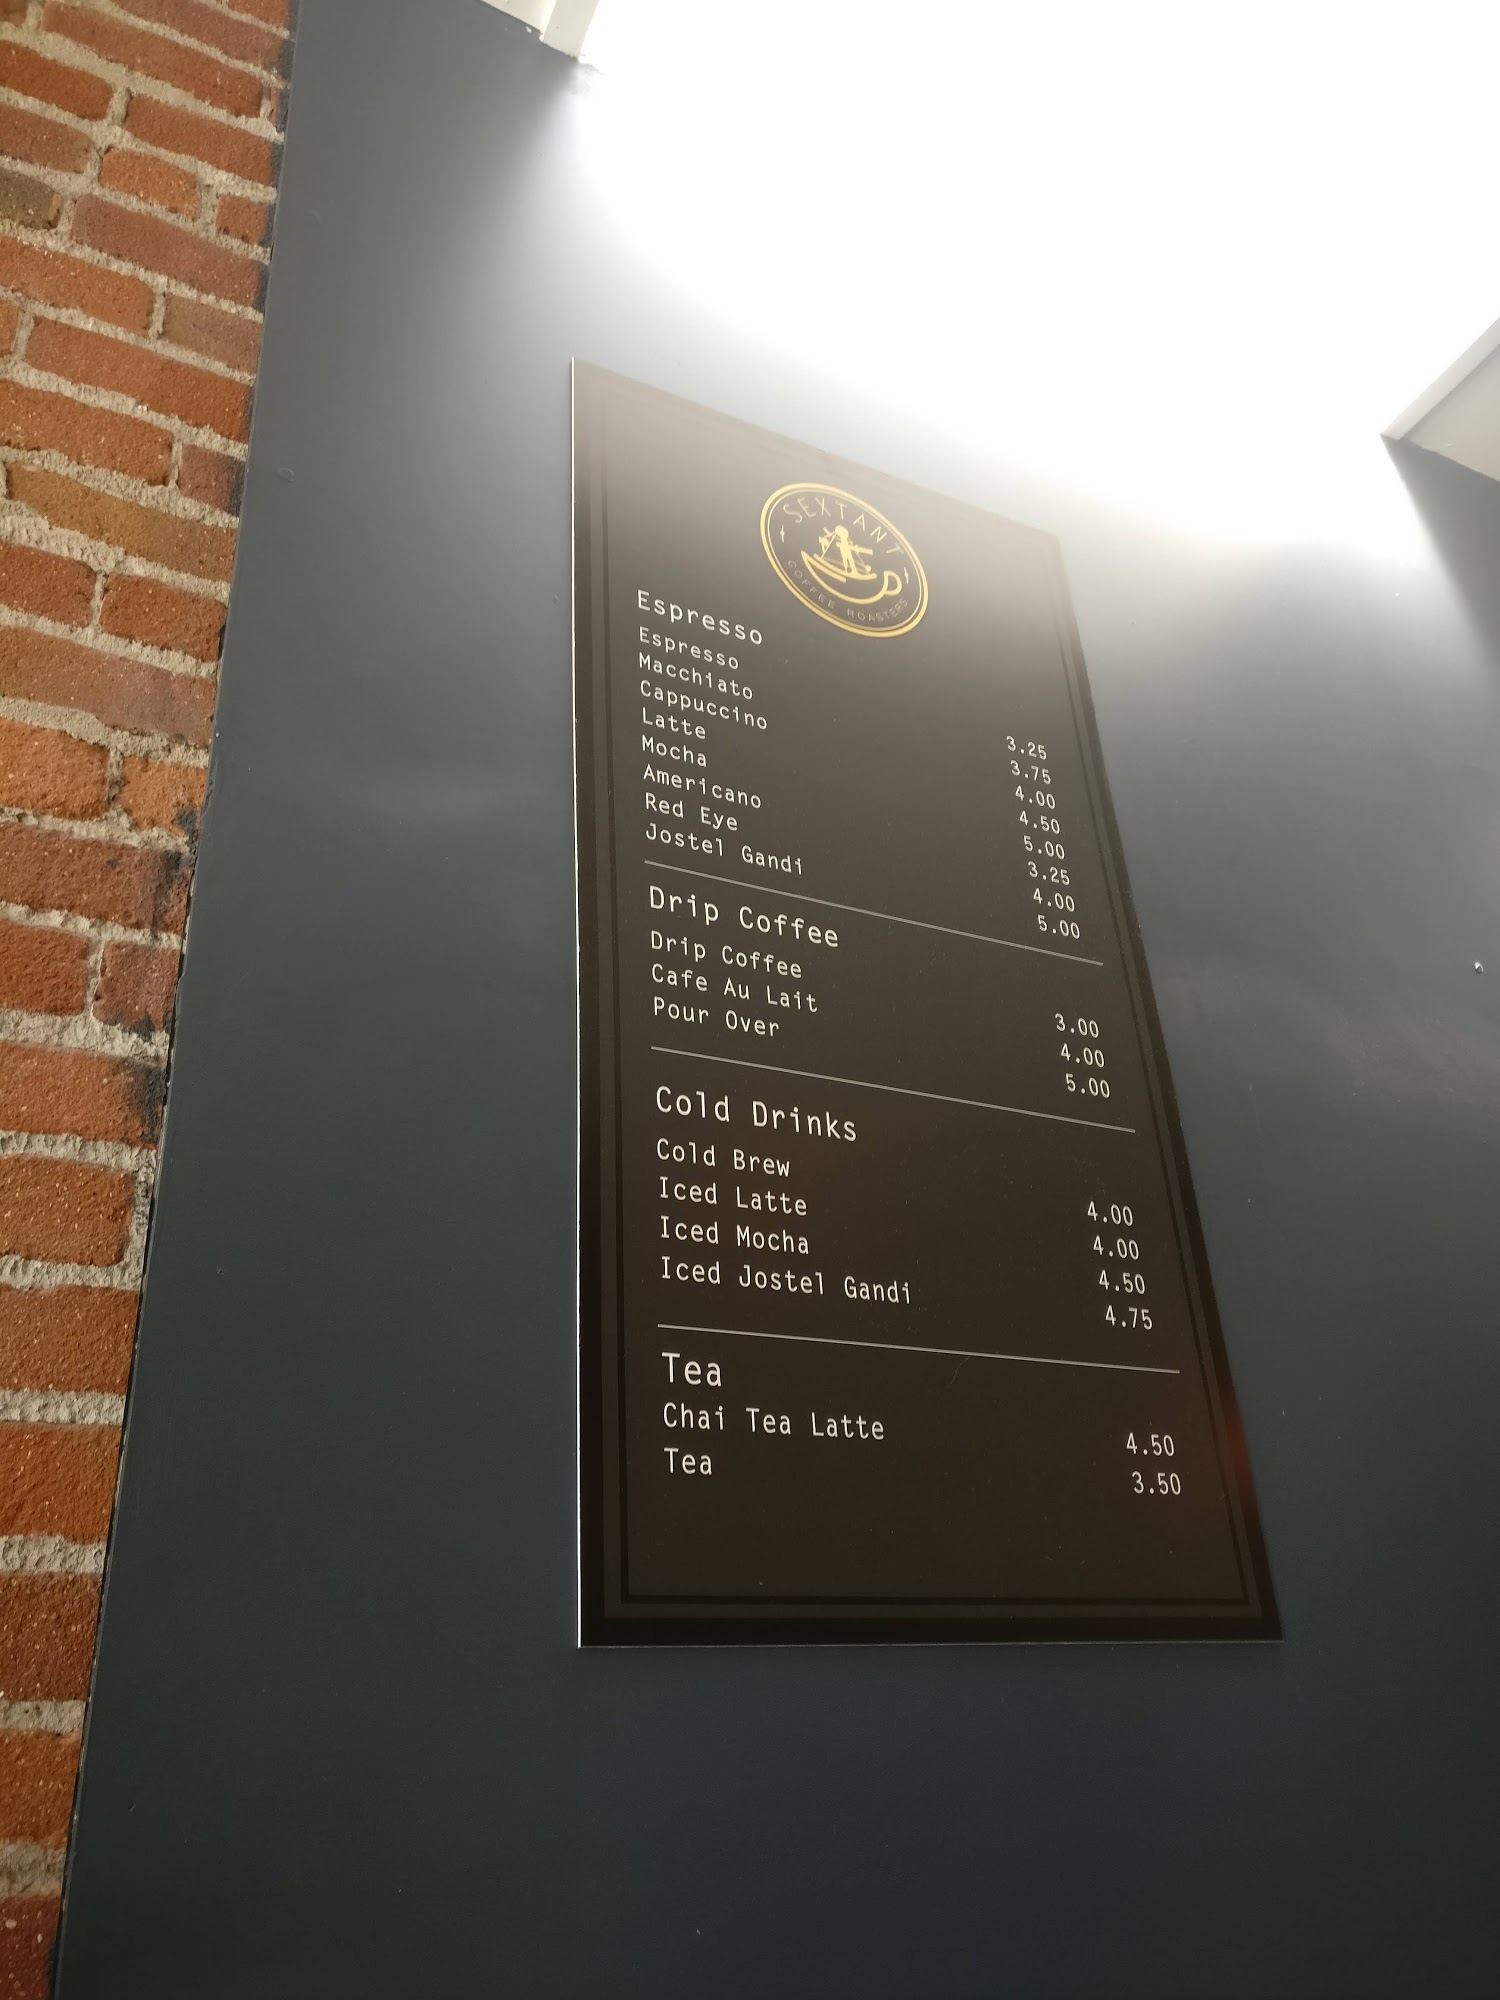 SEXTANT
COFFEE ROASTERS
Espresso
Espresso 3.25
Macchiato 3.75
Cappuccino 4.00
Latte 4.50
Mocha 5.00
Americano 3.25
Red Eye 4.00
Jostel Gandi 5.00
Drip Coffee
Drip Coffee 3.00
Cafe Au Lait 4.00
Pour Over 5.00
Cold Drinks
Cold Brew 4.00
Iced Latte 4.00
Iced Mocha 4.50
Iced Jostel Gandi 4.75
Tea
Chai Tea Latte 4.50
Tea 3.50